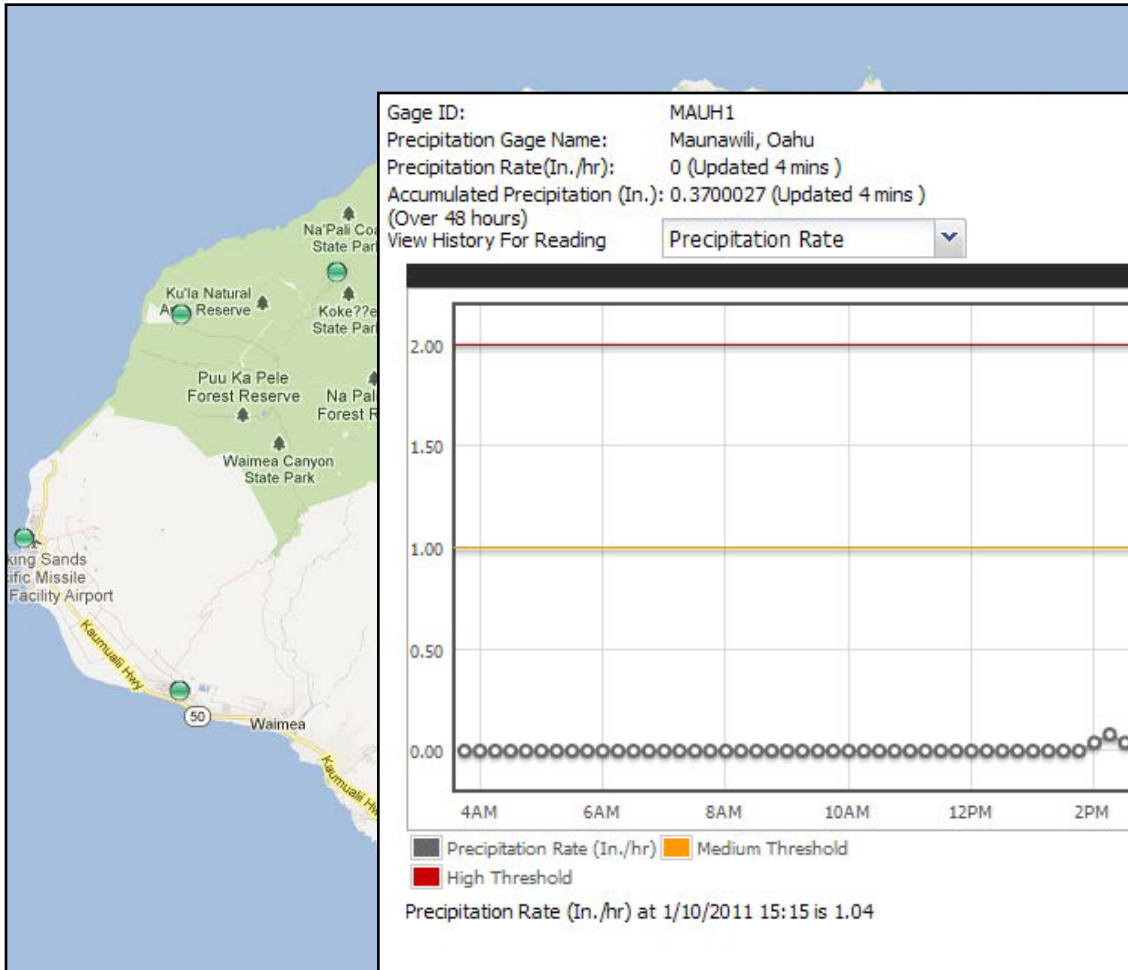 Gage ID: MAUH1
Precipitation Gage Name: Maunawili, Oahu
Precipitation Rate(In./hr): 0 (Updated 4 mins )
Accumulated Precipitation (In.): 0.3700027 (Updated 4 mins )
(Over 48 hours)
View History For Reading Precipitation Rate
2.00
1.50
1.00
0.50
0.00
4AM 6AM 8AM 10AM 12PM 2PM
Precipitation Rate (In./hr) Medium Threshold
High Threshold
Precipitation Rate (In./hr) at 1/10/2011 15:15 is 1.04
Na'Pali Coa
State Par
Ku'la Natural
Reserve
Koke??e
State Par
Puu Ka Pele
Forest Reserve
Na Pali
Forest R
Waimea Canyon
State Park
king Sands
ific Missile
Facility Airport
Kaumualii Hwy
50
Waimea
Kaumualii Hw